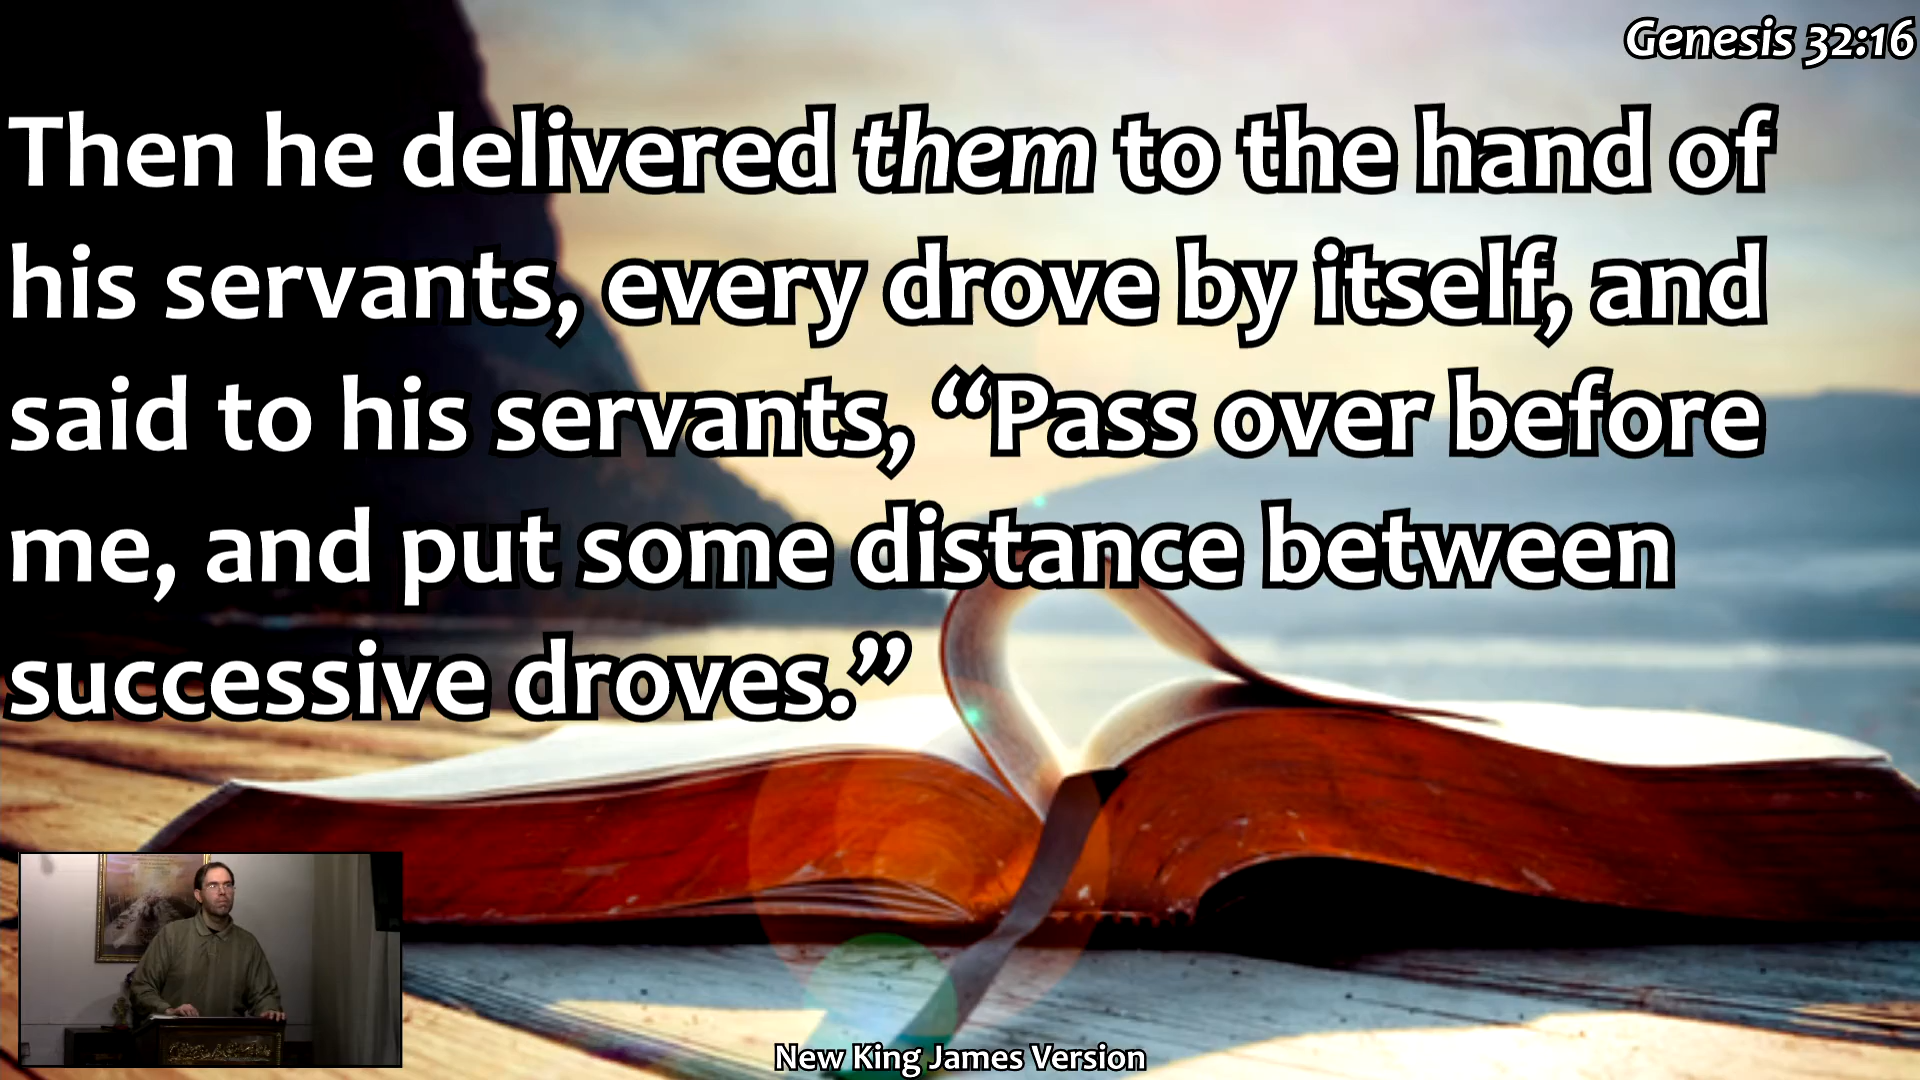 Genesis 32:16
Then he delivered them to the hand of
his servants, every drove by itself, and
said to his servants, “Pass over before
me, and put some distance between
successive droves.”
New King James Version